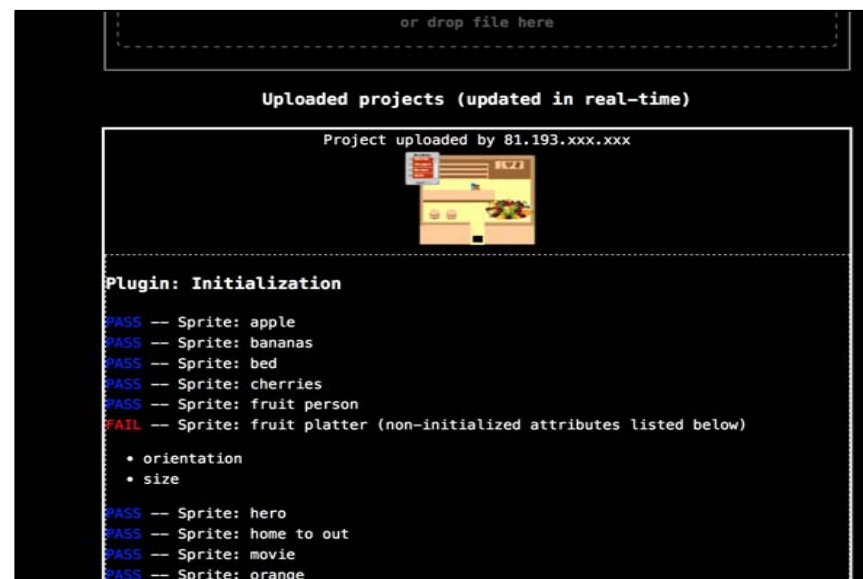 or drop file here
Uploaded projects (updated in real-time)
Project uploaded by 81.193.xxx.xxx
Plugin: Initialization
PASS -- Sprite: apple
PASS -- Sprite: bananas
PASS -- Sprite: bed
PASS -- Sprite: cherries
PASS -- Sprite: fruit person
FAIL -- Sprite: fruit platter (non-initialized attributes listed below)
• orientation
• size
PASS -- Sprite: hero
PASS -- Sprite: home to out
PASS -- Sprite: movie
PASS -- Sprite: orange